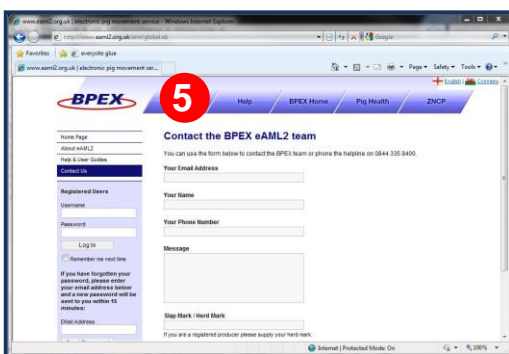 www.eaml2.org.uk | electronic pig movement service - Windows Internet Explorer
Google
Favorites
everyolte glue
www.eaml2.org.uk | electronic pig movement ser...
Page Safety Tools
English | Cymraeg
BPEX
5
Help
BPEX Home
Pig Health
ZNCP
Home Page
About eAML2
Help & User Guides
Contact Us
Registered Users
Username
Password
Log In
Remember me next time
If you have forgotten your
password, please enter
your email address below
and a new password will be
sent to you within 15
minutes:
EMail Address
Contact the BPEX eAML2 team
You can use the form below to contact the BPEX team or phone the helpline on 0844 335 8400.
Your Email Address
Your Name
Your Phone Number
Message
Slap Mark / Herd Mark
If you are a registered producer please supply your herd mark.
Internet | Protected Mode: On
100%